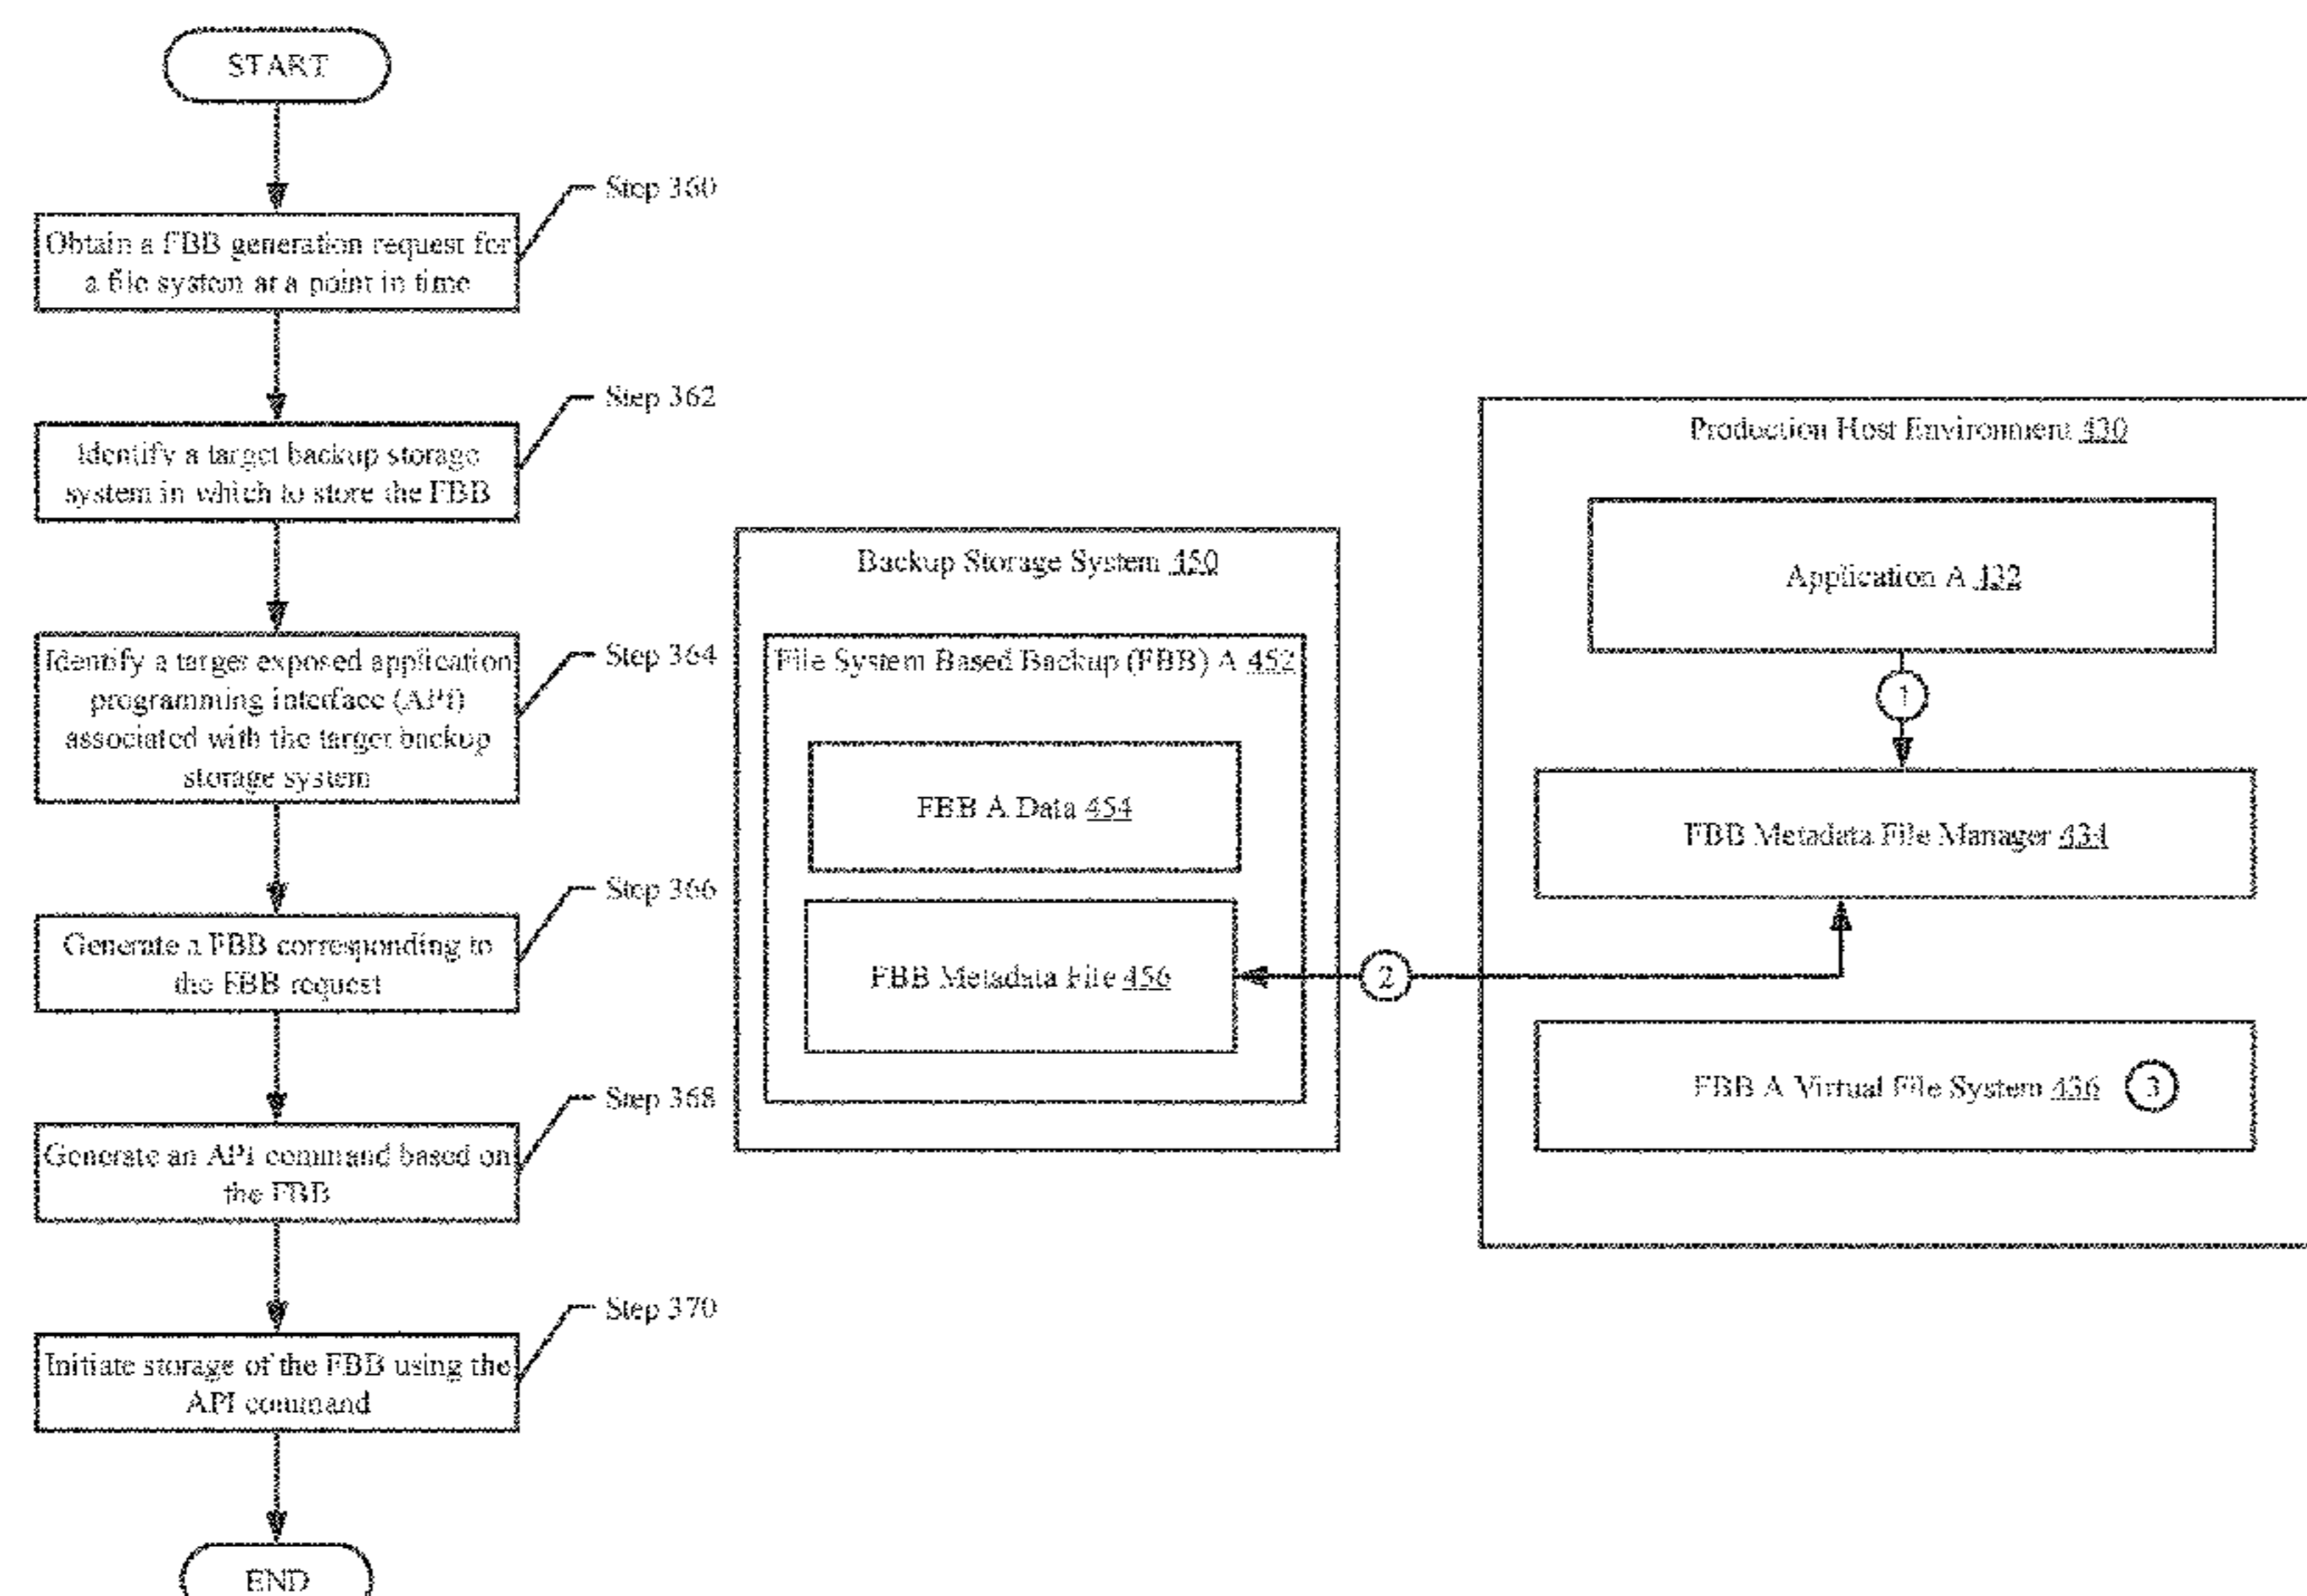 START
Step 360
Obtain a FBB generation request for
a file system at a point in time
Step 362
Identify a target backup storage
system in which to store the FBB
Step 364
Identify a target exposed application
programming interface (API)
associated with the target backup
storage system
Step 366
Generate a FBB corresponding to
the FBB request
Step 368
Generate an API command based on
the FBB
Step 370
Initiate storage of the FBB using the
API command
END
Backup Storage System 450
File System Based Backup (FBB) A 452
FBB A Data 454
FBB Metadata File 456
2
Production Host Environment 430
Application A 432
1
FBB Metadata File Manager 434
FBB A Virtual File System 436
3